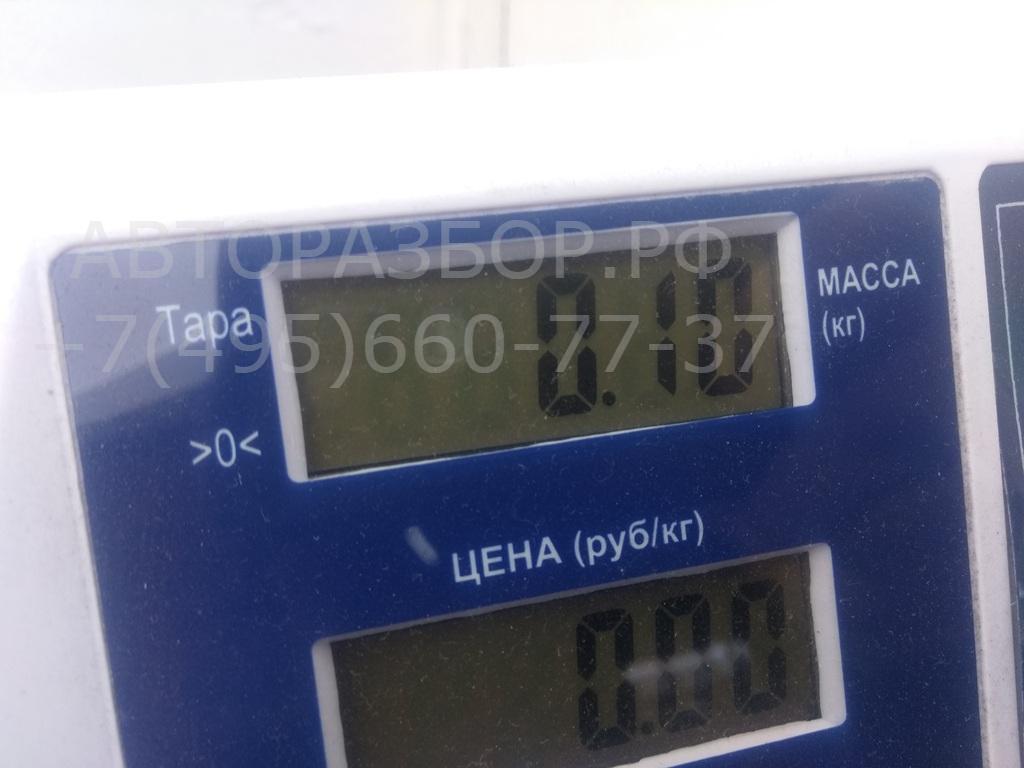 АВТОРАЗБОР.РФ
+7(495)660-77-37
Тара
0.10
МАССА
(кг)
>0<
ЦЕНА (руб/кг)
0.00